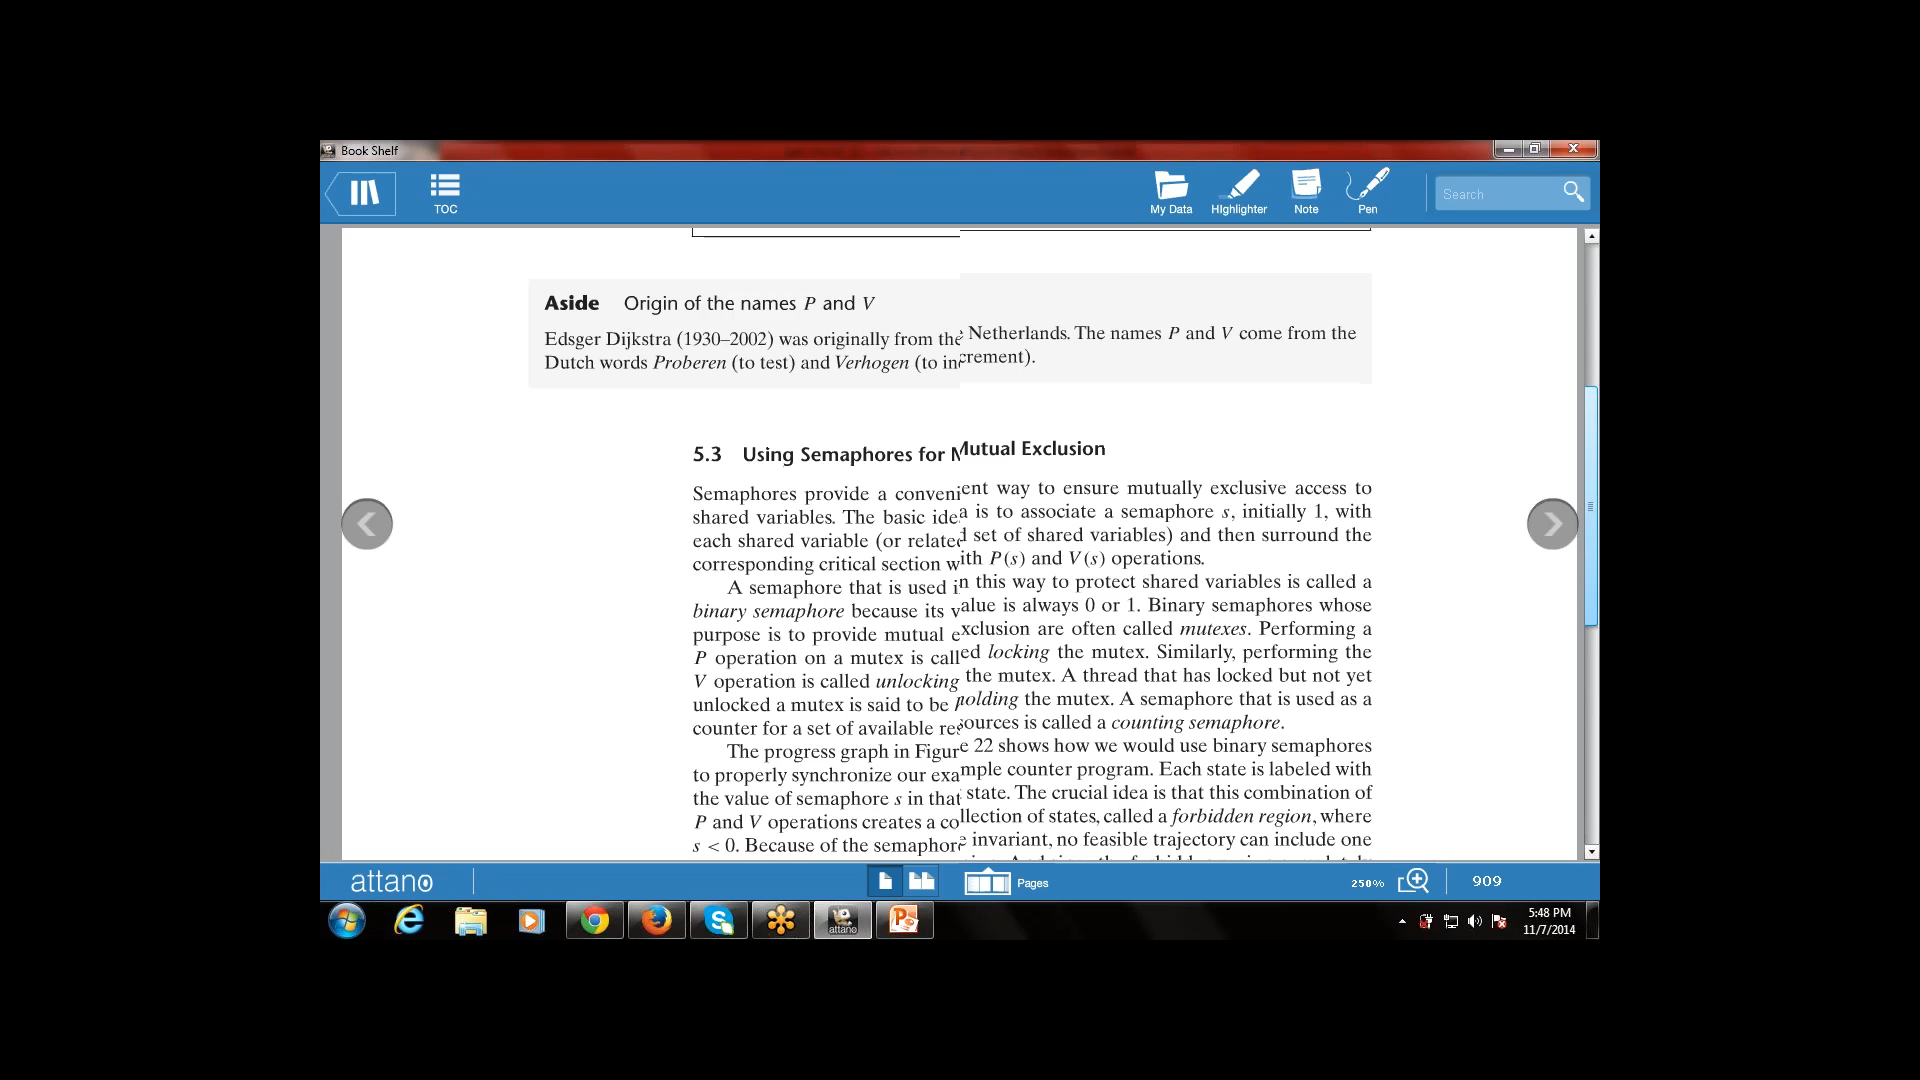 Book Shelf
TOC
My Data
HIghlighter
Note
Pen
Search
Aside Origin of the names P and V
Edsger Dijkstra (1930–2002) was originally from the Netherlands. The names P and V come from the
Dutch words Proberen (to test) and Verhogen (to increment).
5.3 Using Semaphores for Mutual Exclusion
Semaphores provide a convenient way to ensure mutually exclusive access to
shared variables. The basic idea is to associate a semaphore s, initially 1, with
each shared variable (or related set of shared variables) and then surround the
corresponding critical section with P(s) and V(s) operations.
A semaphore that is used in this way to protect shared variables is called a
binary semaphore because its value is always 0 or 1. Binary semaphores whose
purpose is to provide mutual exclusion are often called mutexes. Performing a
P operation on a mutex is called locking the mutex. Similarly, performing the
V operation is called unlocking the mutex. A thread that has locked but not yet
unlocked a mutex is said to be holding the mutex. A semaphore that is used as a
counter for a set of available resources is called a counting semaphore.
The progress graph in Figure 22 shows how we would use binary semaphores
to properly synchronize our example counter program. Each state is labeled with
the value of semaphore s in that state. The crucial idea is that this combination of
P and V operations creates a collection of states, called a forbidden region, where
s < 0. Because of the semaphore invariant, no feasible trajectory can include one
attano
Pages
250%
909
attano
5:48 PM
11/7/2014